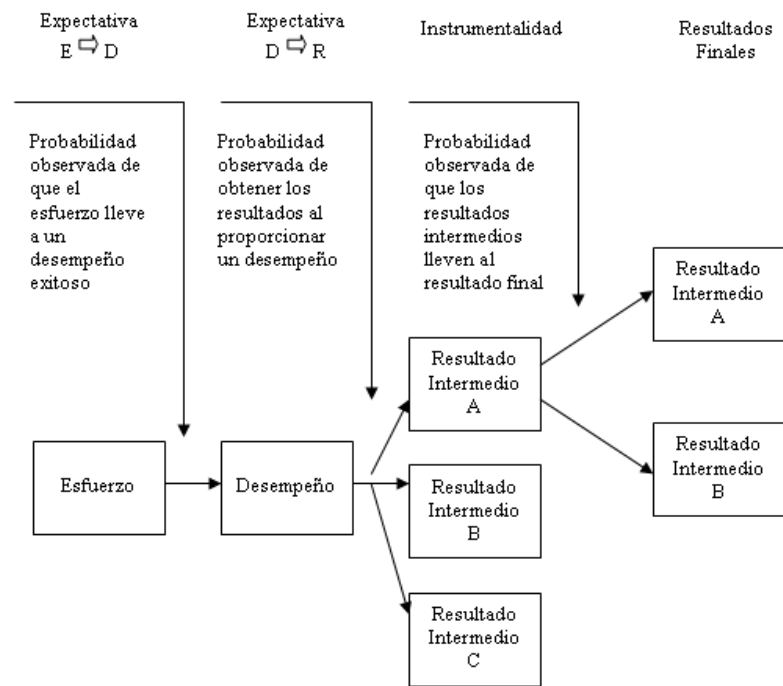 Expectativa
E ⇨ D
Expectativa
D ⇨ R
Instrumentalidad
Resultados
Finales
Probabilidad
observada de
que el
esfuerzo lleve
a un
desempeño
exitoso
Probabilidad
observada de
obtener los
resultados al
proporcionar
un desempeño
Probabilidad
observada de
que los
resultados
intermedios
lleven al
resultado final
Esfuerzo
Desempeño
Resultado
Intermedio
A
Resultado
Intermedio
B
Resultado
Intermedio
C
Resultado
Intermedio
A
Resultado
Intermedio
B